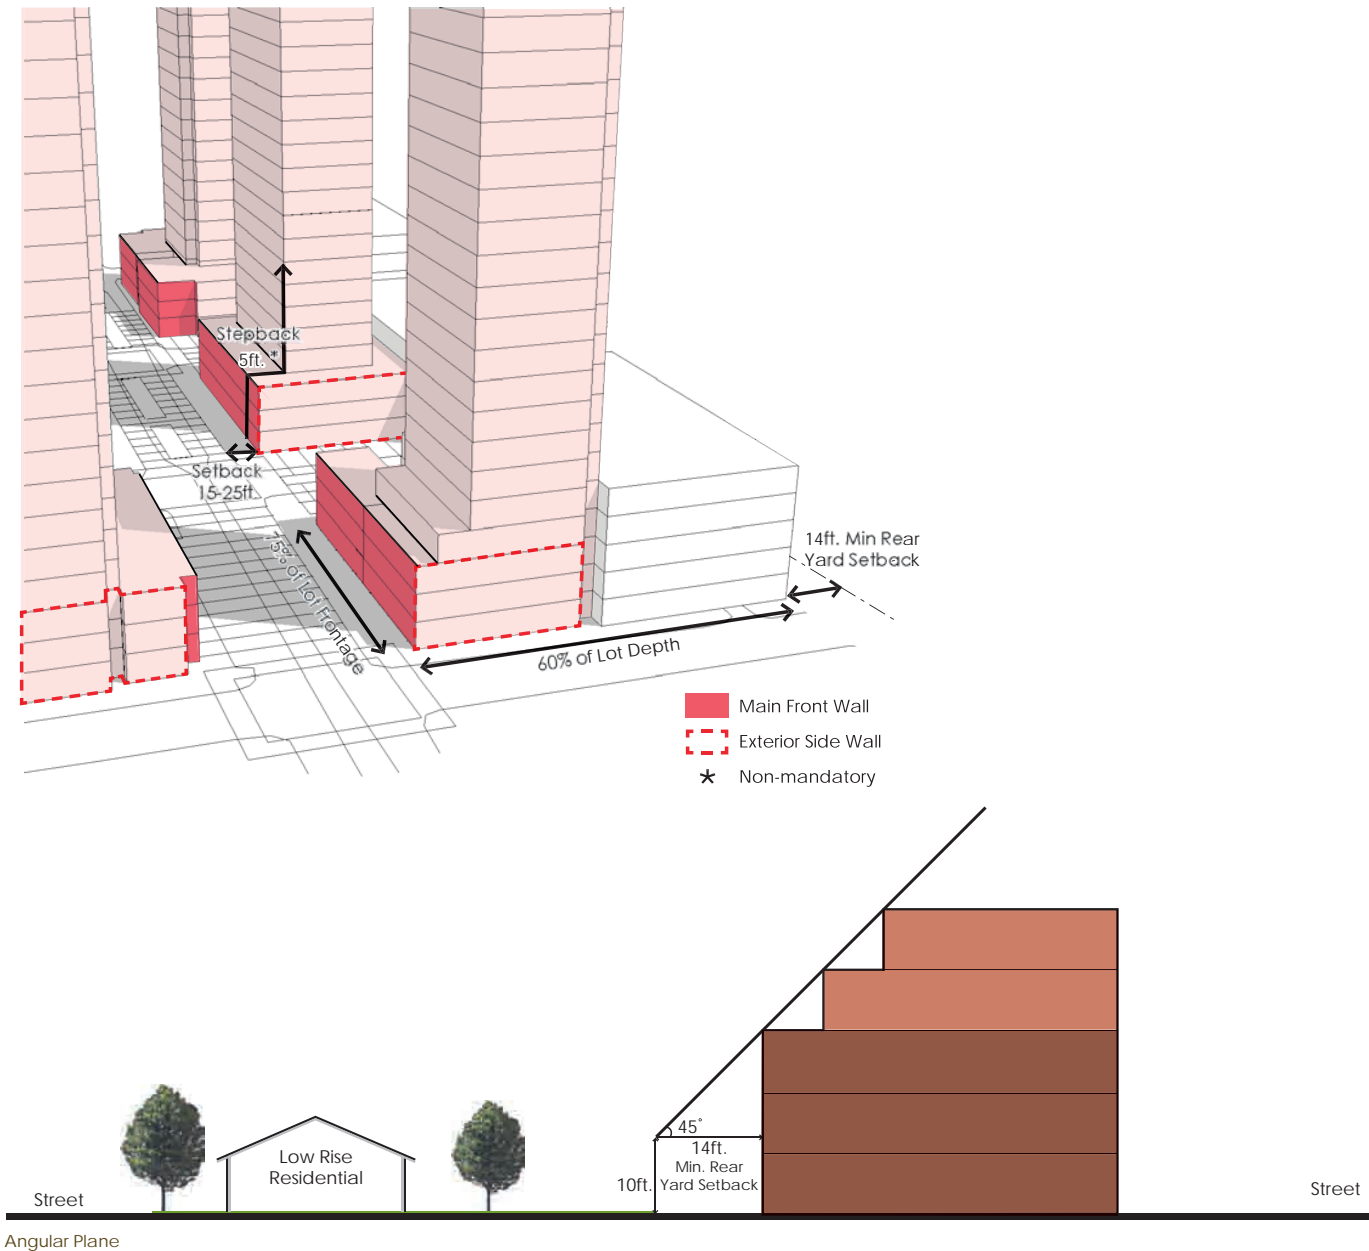 Stepback
5ft. *
Setback
15-25ft.
75% of Lot Frontage
14ft. Min Rear
Yard Setback
60% of Lot Depth
Main Front Wall
Exterior Side Wall
* Non-mandatory
45°
14ft.
Min. Rear
Yard Setback
10ft.
Low Rise
Residential
Street
Street
Angular Plane